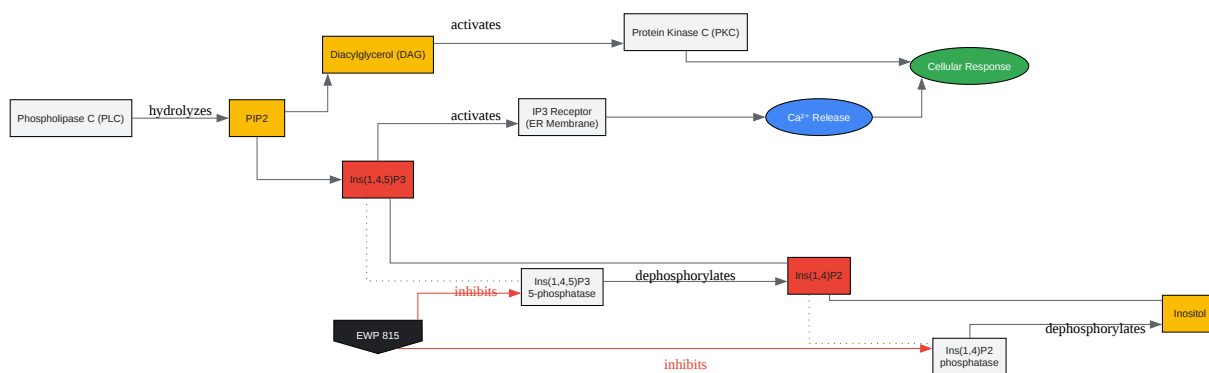 activates
Protein Kinase C (PKC)
Diacylglycerol (DAG)
Cellular Response
Phospholipase C (PLC)
hydrolyzes
PIP2
activates
IP3 Receptor
(ER Membrane)
Ca²⁺ Release
Ins(1,4,5)P3
Ins(1,4,5)P3
5-phosphatase
dephosphorylates
Ins(1,4)P2
inhibits
EWP 815
inhibits
Ins(1,4)P2
phosphatase
dephosphorylates
Inositol